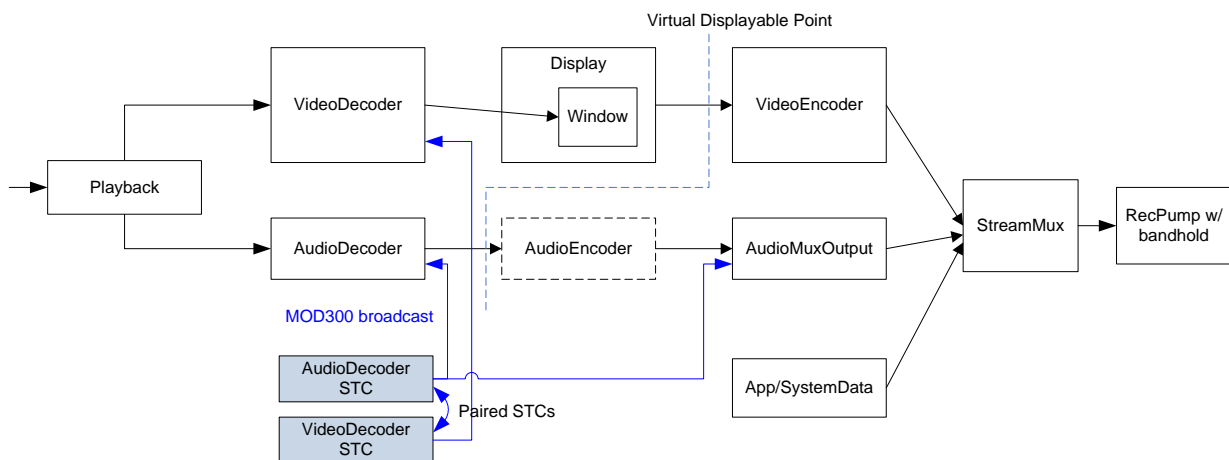 Virtual Displayable Point
Display
VideoDecoder
Window
VideoEncoder
Playback
StreamMux
RecPump w/
bandhold
AudioDecoder
AudioEncoder
AudioMuxOutput
MOD300 broadcast
AudioDecoder
STC
App/SystemData
Paired STCs
VideoDecoder
STC